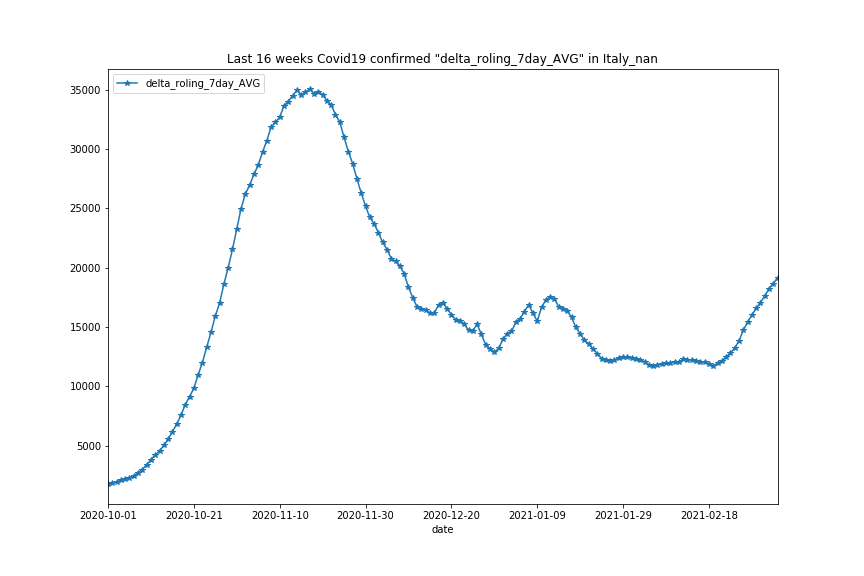 Last 16 weeks Covid19 confirmed "delta_roling_7day_AVG" in Italy_nan
delta_roling_7day_AVG
35000
30000
25000
20000
15000
10000
5000
2020-10-01 2020-10-21 2020-11-10 2020-11-30 2020-12-20 2021-01-09 2021-01-29 2021-02-18
date